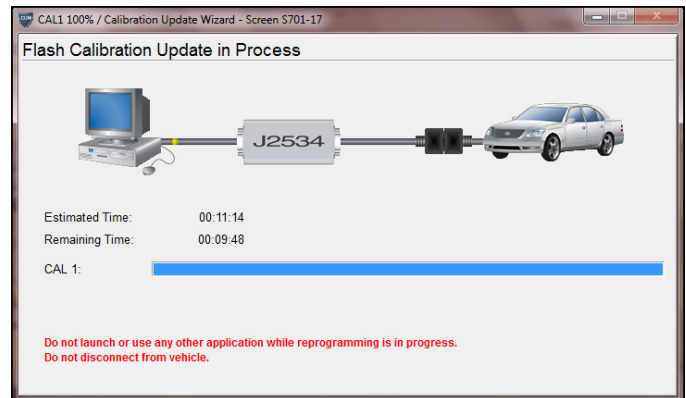 CAL1 100% / Calibration Update Wizard - Screen S701-17
Flash Calibration Update in Process
J2534
Estimated Time: 00:11:14
Remaining Time: 00:09:48
CAL 1:
Do not launch or use any other application while reprogramming is in progress.
Do not disconnect from vehicle.